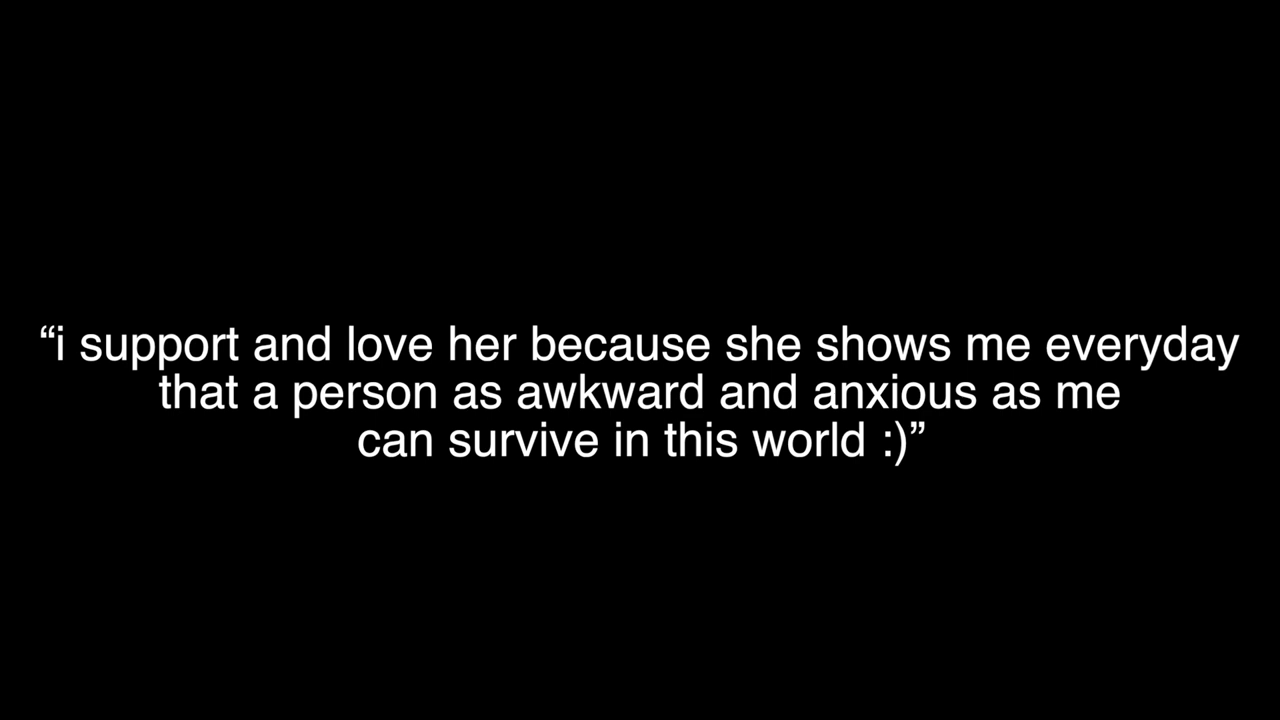 “i support and love her because she shows me everyday
that a person as awkward and anxious as me
can survive in this world :)”